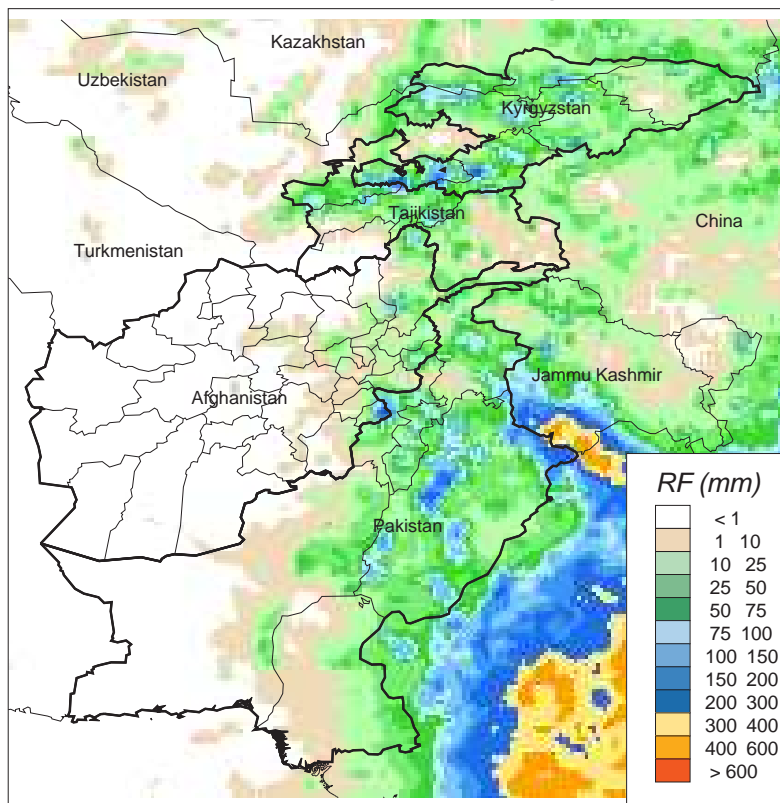 Kazakhstan
Uzbekistan
Kyrgyzstan
Tajikistan
China
Turkmenistan
Jammu Kashmir
Afghanistan
Pakistan
RF (mm)
< 1
1 10
10 25
25 50
50 75
75 100
100 150
150 200
200 300
300 400
400 600
> 600